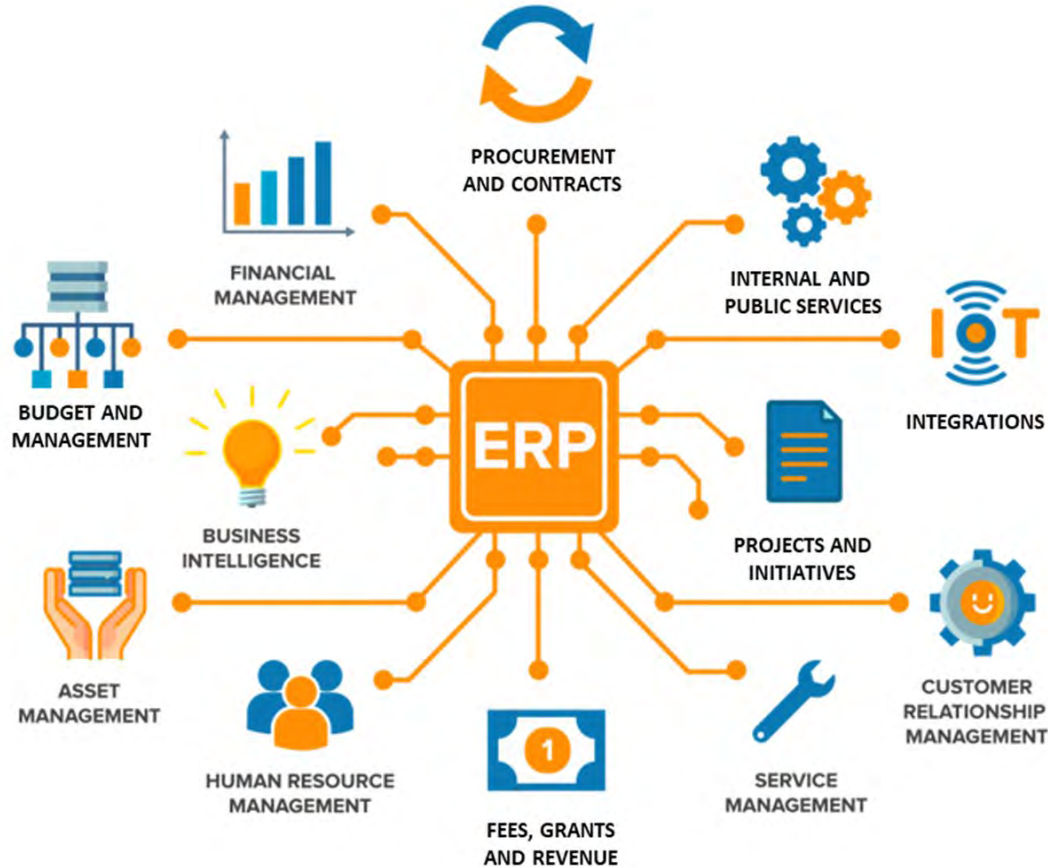 PROCUREMENT
AND CONTRACTS
FINANCIAL
MANAGEMENT
INTERNAL AND
PUBLIC SERVICES
IOT
BUDGET AND
MANAGEMENT
INTEGRATIONS
ERP
BUSINESS
INTELLIGENCE
PROJECTS AND
INITIATIVES
ASSET
MANAGEMENT
CUSTOMER
RELATIONSHIP
MANAGEMENT
HUMAN RESOURCE
MANAGEMENT
1
SERVICE
MANAGEMENT
FEES, GRANTS
AND REVENUE